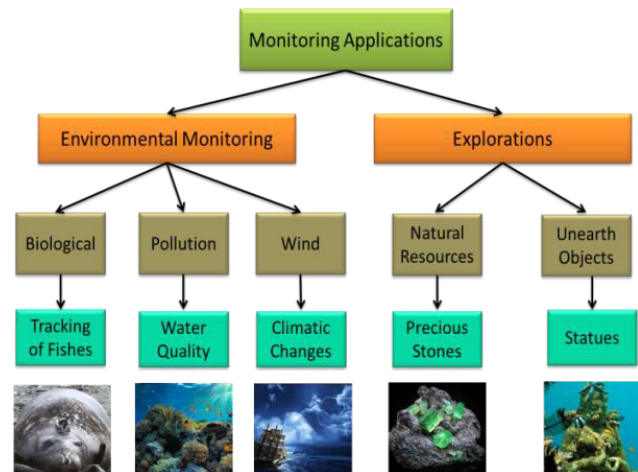 Monitoring Applications
Environmental Monitoring
Explorations
Biological
Pollution
Wind
Natural
Resources
Unearth
Objects
Tracking
of Fishes
Water
Quality
Climatic
Changes
Precious
Stones
Statues